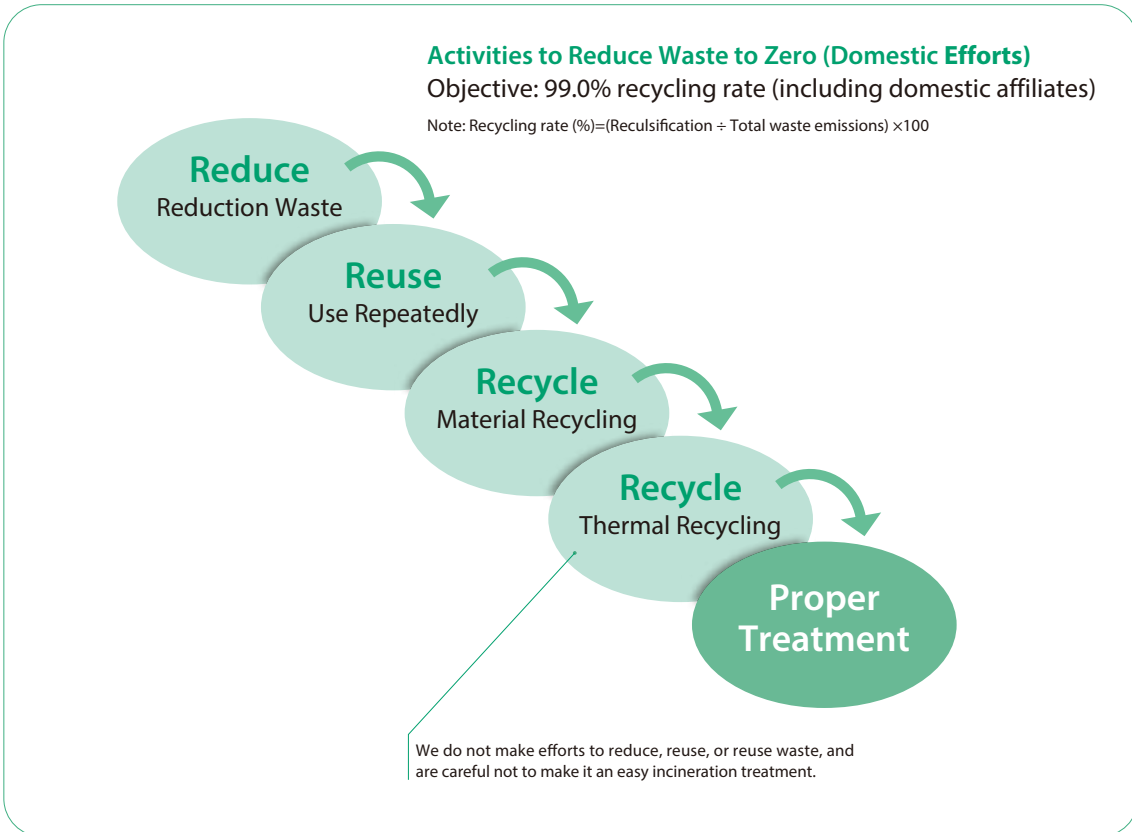 Activities to Reduce Waste to Zero (Domestic Efforts)
Objective: 99.0% recycling rate (including domestic affiliates)
Note: Recycling rate (%)=(Reculsification ÷ Total waste emissions) ×100
Reduce
Reduction Waste
Reuse
Use Repeatedly
Recycle
Material Recycling
Recycle
Thermal Recycling
Proper
Treatment
We do not make efforts to reduce, reuse, or reuse waste, and
are careful not to make it an easy incineration treatment.